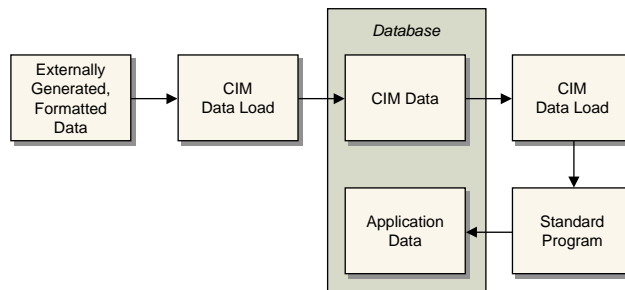 Database
Externally
Generated,
Formatted
Data
CIM
Data Load
CIM Data
CIM
Data Load
Application
Data
Standard
Program